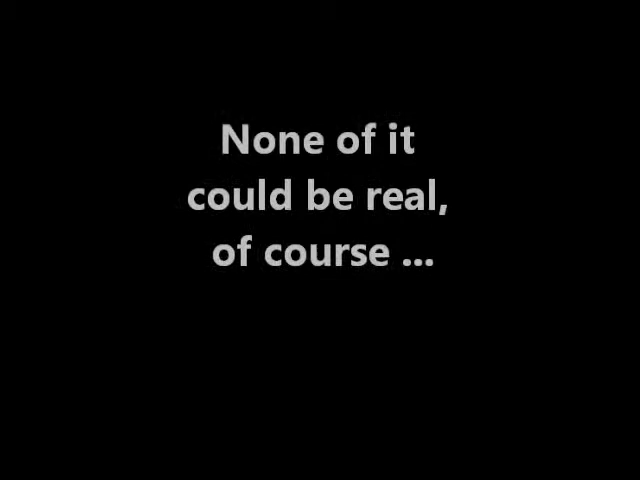 None of it
could be real,
of course ...